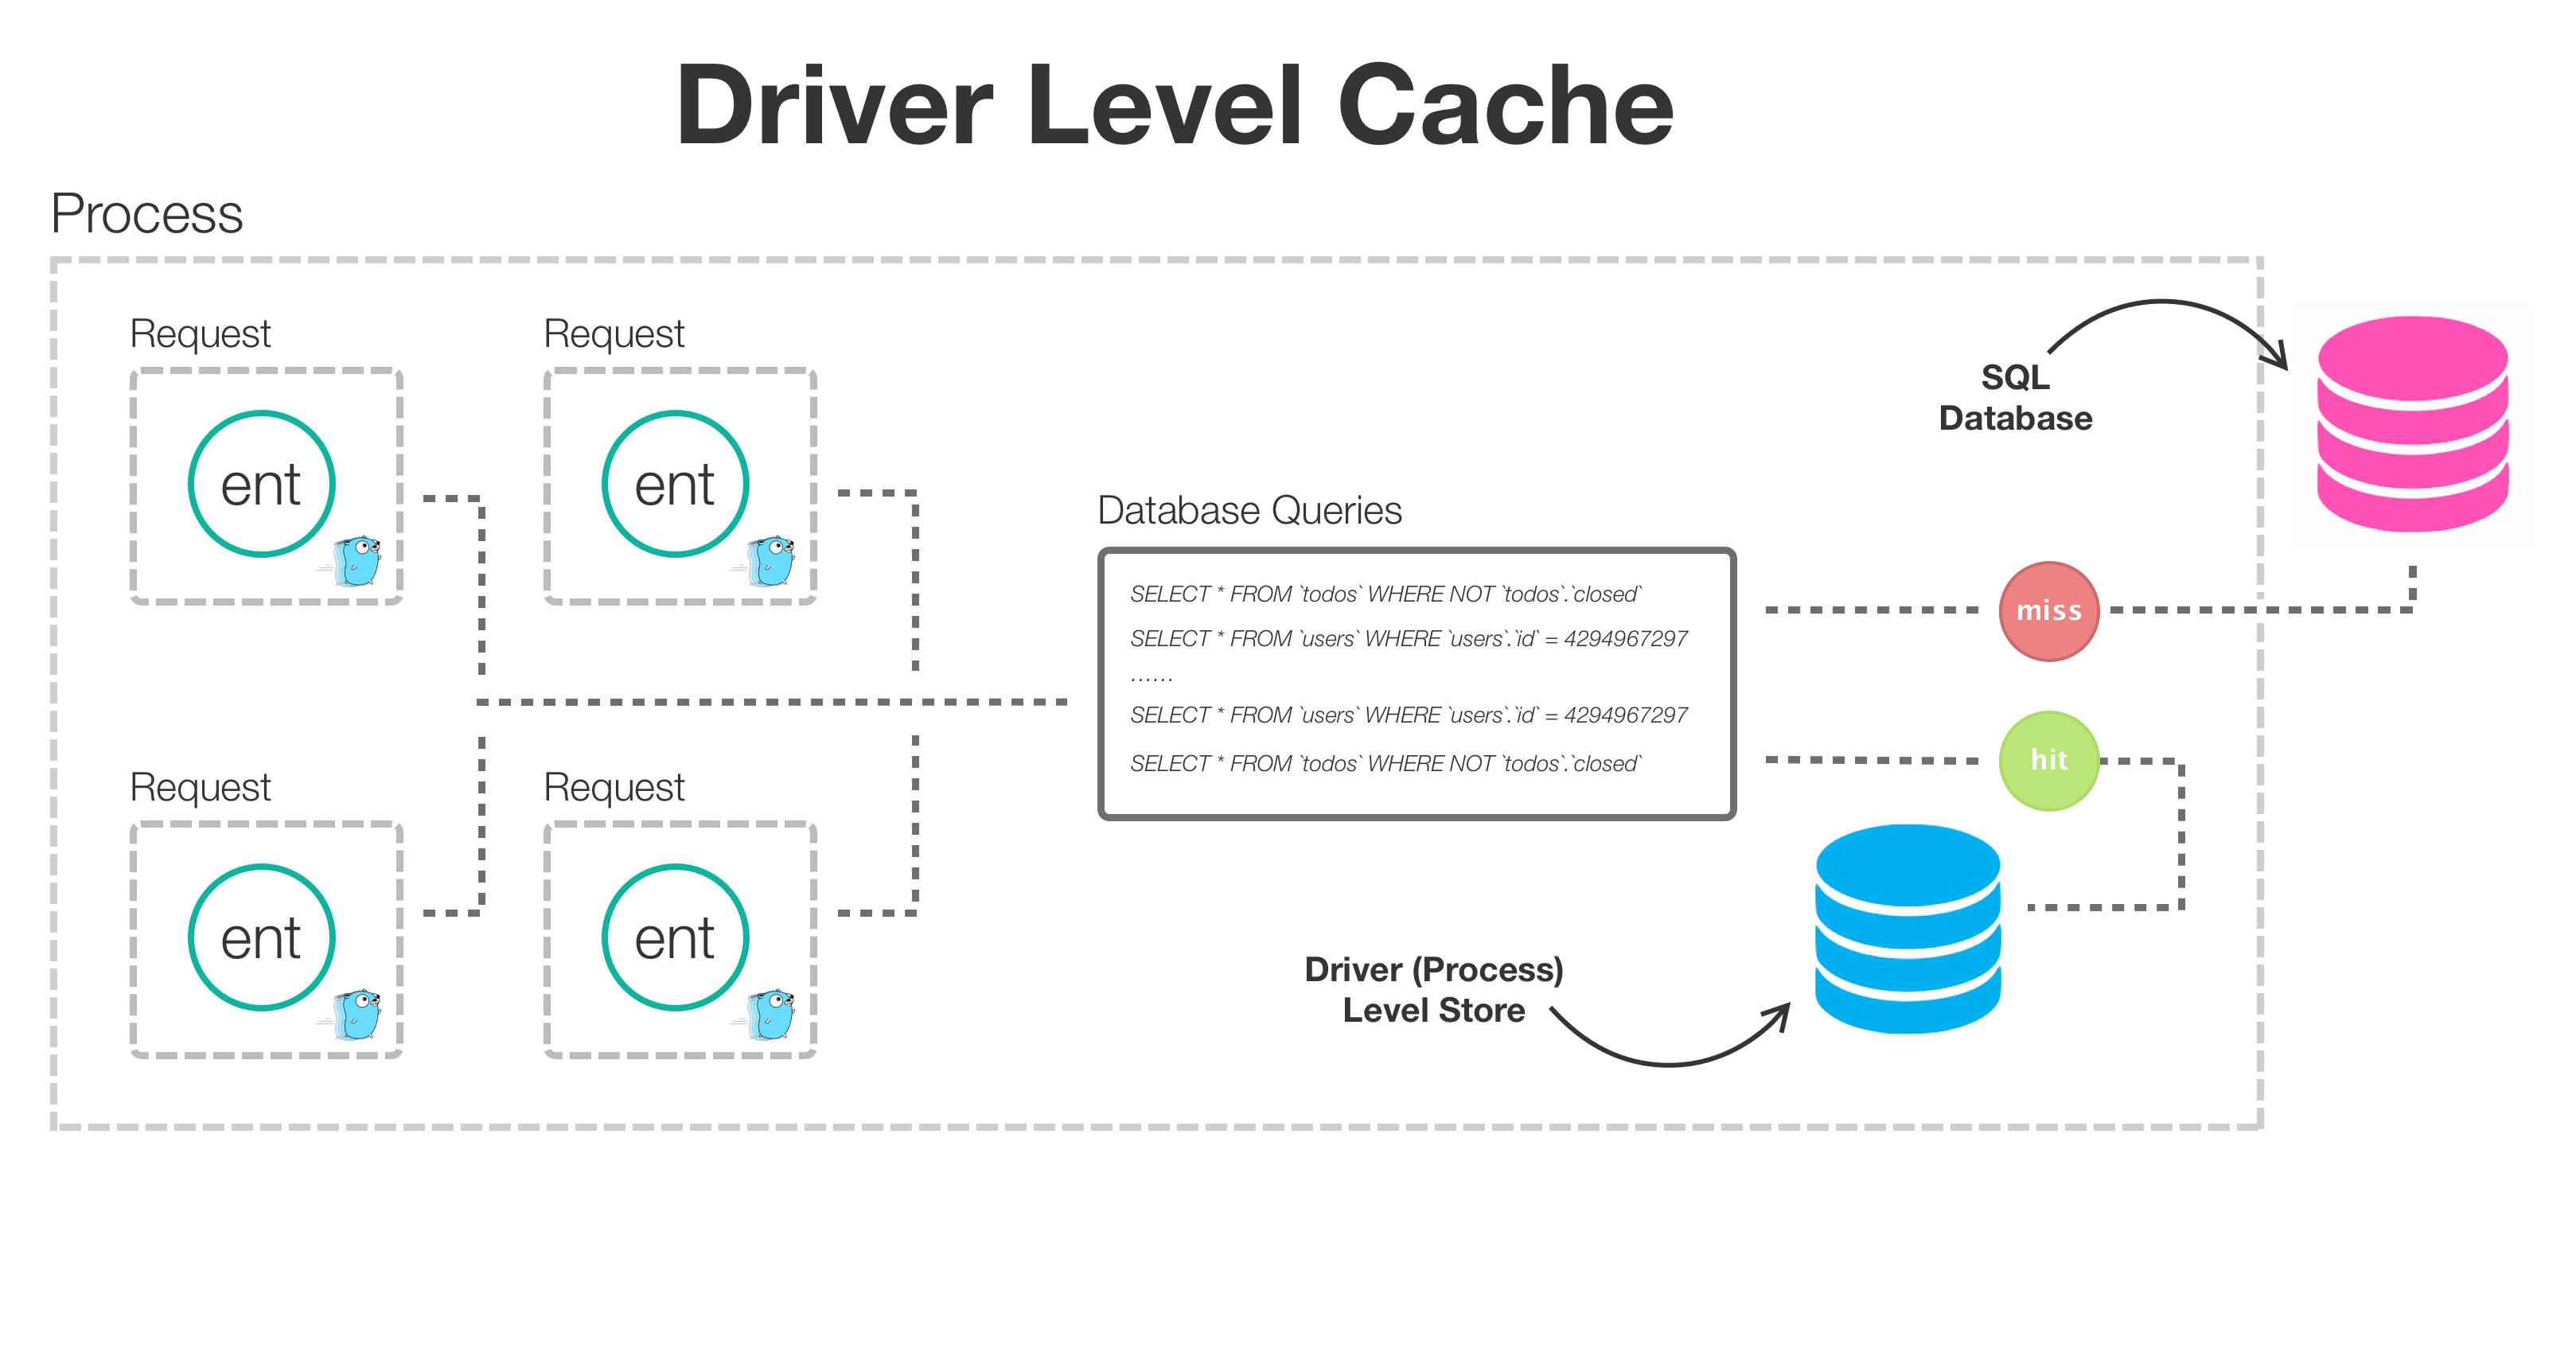 Driver Level Cache
Process
Request
Request
ent
ent
Request
Request
ent
ent
Database Queries
SELECT * FROM `todos` WHERE NOT `todos`.`closed`
SELECT * FROM `users` WHERE `users`.`id` = 4294967297
......
SELECT * FROM `users` WHERE `users`.`id` = 4294967297
SELECT * FROM `todos` WHERE NOT `todos`.`closed`
SQL
Database
miss
hit
Driver (Process)
Level Store